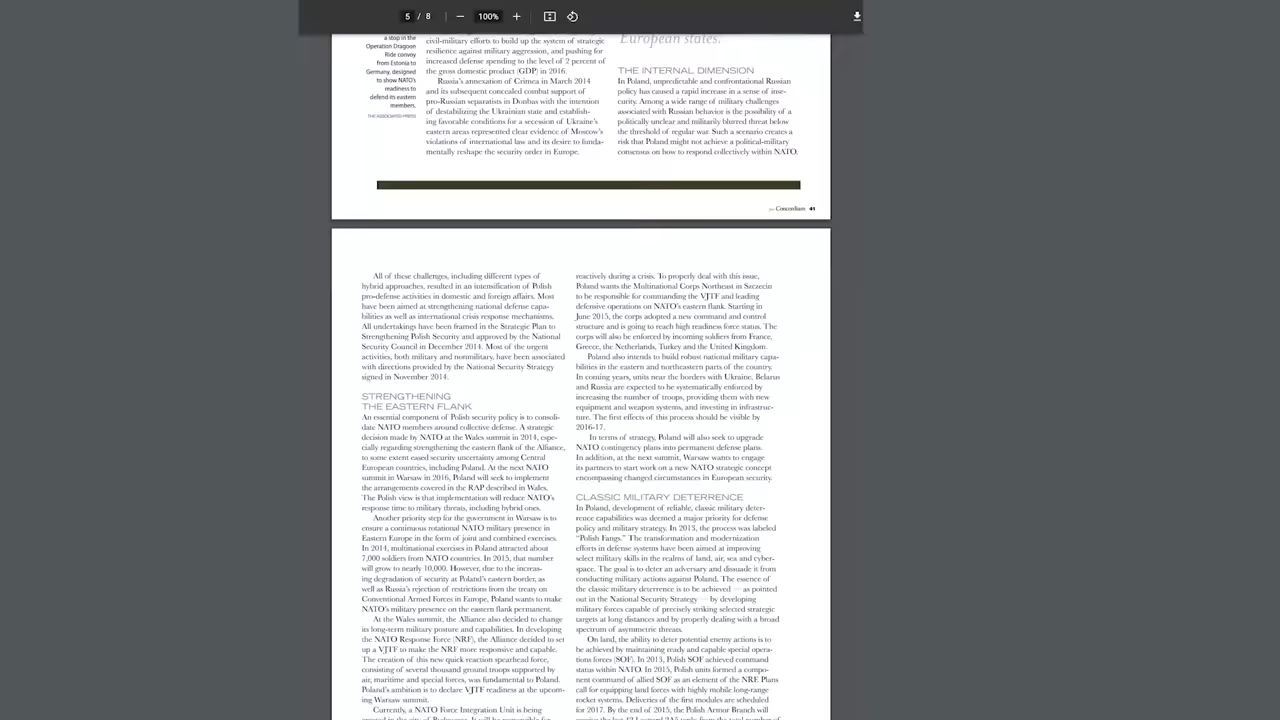 5 / 8 − 100% +
a stop in the
Operation Dragoon
Ride convoy
from Estonia to
Germany, designed
to show NATO's
readiness to
defend its eastern
members.
THE ASSOCIATED PRESS
civil-military efforts to build up the system of strategic
resilience against military aggression, and pushing for
increased defense spending to the level of 2 percent of
the gross domestic product (GDP) in 2016.
Russia's annexation of Crimea in March 2014
and its subsequent concealed combat support of
pro-Russian separatists in Donbas with the intention
of destabilizing the Ukrainian state and establish-
ing favorable conditions for a secession of Ukraine's
eastern areas represented clear evidence of Moscow's
violations of international law and its desire to funda-
mentally reshape the security order in Europe.
European states.
THE INTERNAL DIMENSION
In Poland, unpredictable and confrontational Russian
policy has caused a rapid increase in a sense of inse-
curity. Among a wide range of military challenges
associated with Russian behavior is the possibility of a
politically unclear and militarily blurred threat below
the threshold of regular war. Such a scenario creates a
risk that Poland might not achieve a political-military
consensus on how to respond collectively within NATO.
per Concordiam 41
All of these challenges, including different types of
hybrid approaches, resulted in an intensification of Polish
pro-defense activities in domestic and foreign affairs. Most
have been aimed at strengthening national defense capa-
bilities as well as international crisis response mechanisms.
All undertakings have been framed in the Strategic Plan to
Strengthening Polish Security and approved by the National
Security Council in December 2014. Most of the urgent
activities, both military and nonmilitary, have been associated
with directions provided by the National Security Strategy
signed in November 2014.
STRENGTHENING
THE EASTERN FLANK
An essential component of Polish security policy is to consoli-
date NATO members around collective defense. A strategic
decision made by NATO at the Wales summit in 2014, espe-
cially regarding strengthening the eastern flank of the Alliance,
to some extent eased security uncertainty among Central
European countries, including Poland. At the next NATO
summit in Warsaw in 2016, Poland will seek to implement
the arrangements covered in the RAP described in Wales.
The Polish view is that implementation will reduce NATO's
response time to military threats, including hybrid ones.
Another priority step for the government in Warsaw is to
ensure a continuous rotational NATO military presence in
Eastern Europe in the form of joint and combined exercises.
In 2014, multinational exercises in Poland attracted about
7,000 soldiers from NATO countries. In 2015, that number
will grow to nearly 10,000. However, due to the increas-
ing degradation of security at Poland's eastern border, as
well as Russia's rejection of restrictions from the treaty on
Conventional Armed Forces in Europe, Poland wants to make
NATO's military presence on the eastern flank permanent.
At the Wales summit, the Alliance also decided to change
its long-term military posture and capabilities. In developing
the NATO Response Force (NRF), the Alliance decided to set
up a VJTF to make the NRF more responsive and capable.
The creation of this new quick reaction spearhead force,
consisting of several thousand ground troops supported by
air, maritime and special forces, was fundamental to Poland.
Poland's ambition is to declare VJTF readiness at the upcom-
ing Warsaw summit.
Currently, a NATO Force Integration Unit is being
reactively during a crisis. To properly deal with this issue,
Poland wants the Multinational Corps Northeast in Szczecin
to be responsible for commanding the VJTF and leading
defensive operations on NATO's eastern flank. Starting in
June 2015, the corps adopted a new command and control
structure and is going to reach high readiness force status. The
corps will also be enforced by incoming soldiers from France,
Greece, the Netherlands, Turkey and the United Kingdom.
Poland also intends to build robust national military capa-
bilities in the eastern and northeastern parts of the country.
In coming years, units near the borders with Ukraine, Belarus
and Russia are expected to be systematically enforced by
increasing the number of troops, providing them with new
equipment and weapon systems, and investing in infrastruc-
ture. The first effects of this process should be visible by
2016-17.
In terms of strategy, Poland will also seek to upgrade
NATO contingency plans into permanent defense plans.
In addition, at the next summit, Warsaw wants to engage
its partners to start work on a new NATO strategic concept
encompassing changed circumstances in European security.
CLASSIC MILITARY DETERRENCE
In Poland, development of reliable, classic military deter-
rence capabilities was deemed a major priority for defense
policy and military strategy. In 2013, the process was labeled
"Polish Fangs." The transformation and modernization
efforts in defense systems have been aimed at improving
select military skills in the realms of land, air, sea and cyber-
space. The goal is to deter an adversary and dissuade it from
conducting military actions against Poland. The essence of
the classic military deterrence is to be achieved — as pointed
out in the National Security Strategy — by developing
military forces capable of precisely striking selected strategic
targets at long distances and by properly dealing with a broad
spectrum of asymmetric threats.
On land, the ability to deter potential enemy actions is to
be achieved by maintaining ready and capable special opera-
tions forces (SOF). In 2013, Polish SOF achieved command
status within NATO. In 2015, Polish units formed a compo-
nent command of allied SOF as an element of the NRF. Plans
call for equipping land forces with highly mobile long-range
rocket systems. Deliveries of the first modules are scheduled
for 2017. By the end of 2015, the Polish Armor Branch will